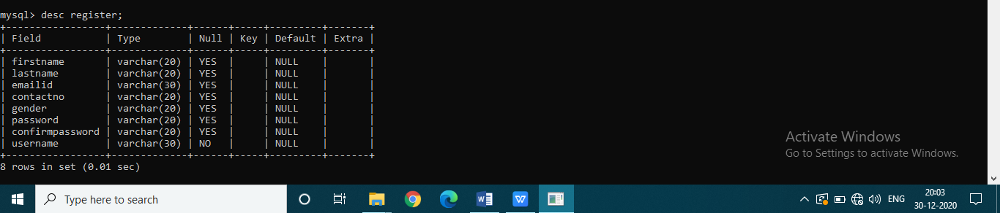 mysql> desc register;
+-----------------+-------------+------+-----+---------+-------+
| Field           | Type        | Null | Key | Default | Extra |
+-----------------+-------------+------+-----+---------+-------+
| firstname       | varchar(20) | YES  |     | NULL    |       |
| lastname        | varchar(20) | YES  |     | NULL    |       |
| emailid         | varchar(30) | YES  |     | NULL    |       |
| contactno       | varchar(20) | YES  |     | NULL    |       |
| gender          | varchar(20) | YES  |     | NULL    |       |
| password        | varchar(20) | YES  |     | NULL    |       |
| confirmpassword | varchar(20) | YES  |     | NULL    |       |
| username        | varchar(30) | NO   |     | NULL    |       |
+-----------------+-------------+------+-----+---------+-------+
8 rows in set (0.01 sec)
Activate Windows
Go to Settings to activate Windows.
Type here to search
ENG
20:03
30-12-2020